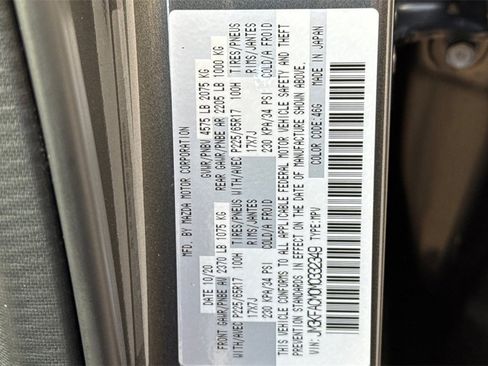 MFD. BY MAZDA MOTOR CORPORATION
DATE 10/20 GVWR/PNBV 4575 LB 2075 KG
FRONT GAWR/PNBE AV 2370 LB 1075 KG REAR GAWR/PNBE AR 2205 LB 1000 KG
WITH/AVEC P225/65R17 100H TIRES/PNEUS WITH/AVEC P225/65R17 100H TIRES/PNEUS
17X7J RIMS/JANTES 17X7J RIMS/JANTES
230 KPA/34 PSI COLD/A FROID 230 KPA/34 PSI COLD/A FROID
THIS VEHICLE CONFORMS TO ALL APPLICABLE FEDERAL MOTOR VEHICLE SAFETY AND THEFT
PREVENTION STANDARDS IN EFFECT ON THE DATE OF MANUFACTURE SHOWN ABOVE.
VIN: TYPE:MPV COLOR CODE:46G MADE IN JAPAN